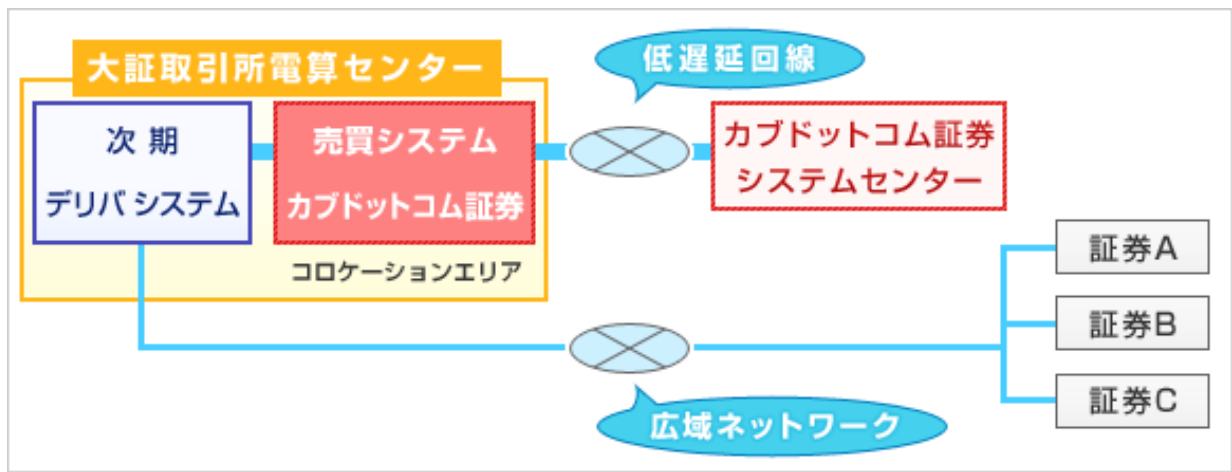 大証取引所電算センター
低遅延回線
次期
デリバシステム
売買システム
カブドットコム証券
カブドットコム証券
システムセンター
コロケーションエリア
証券A
証券B
証券C
広域ネットワーク